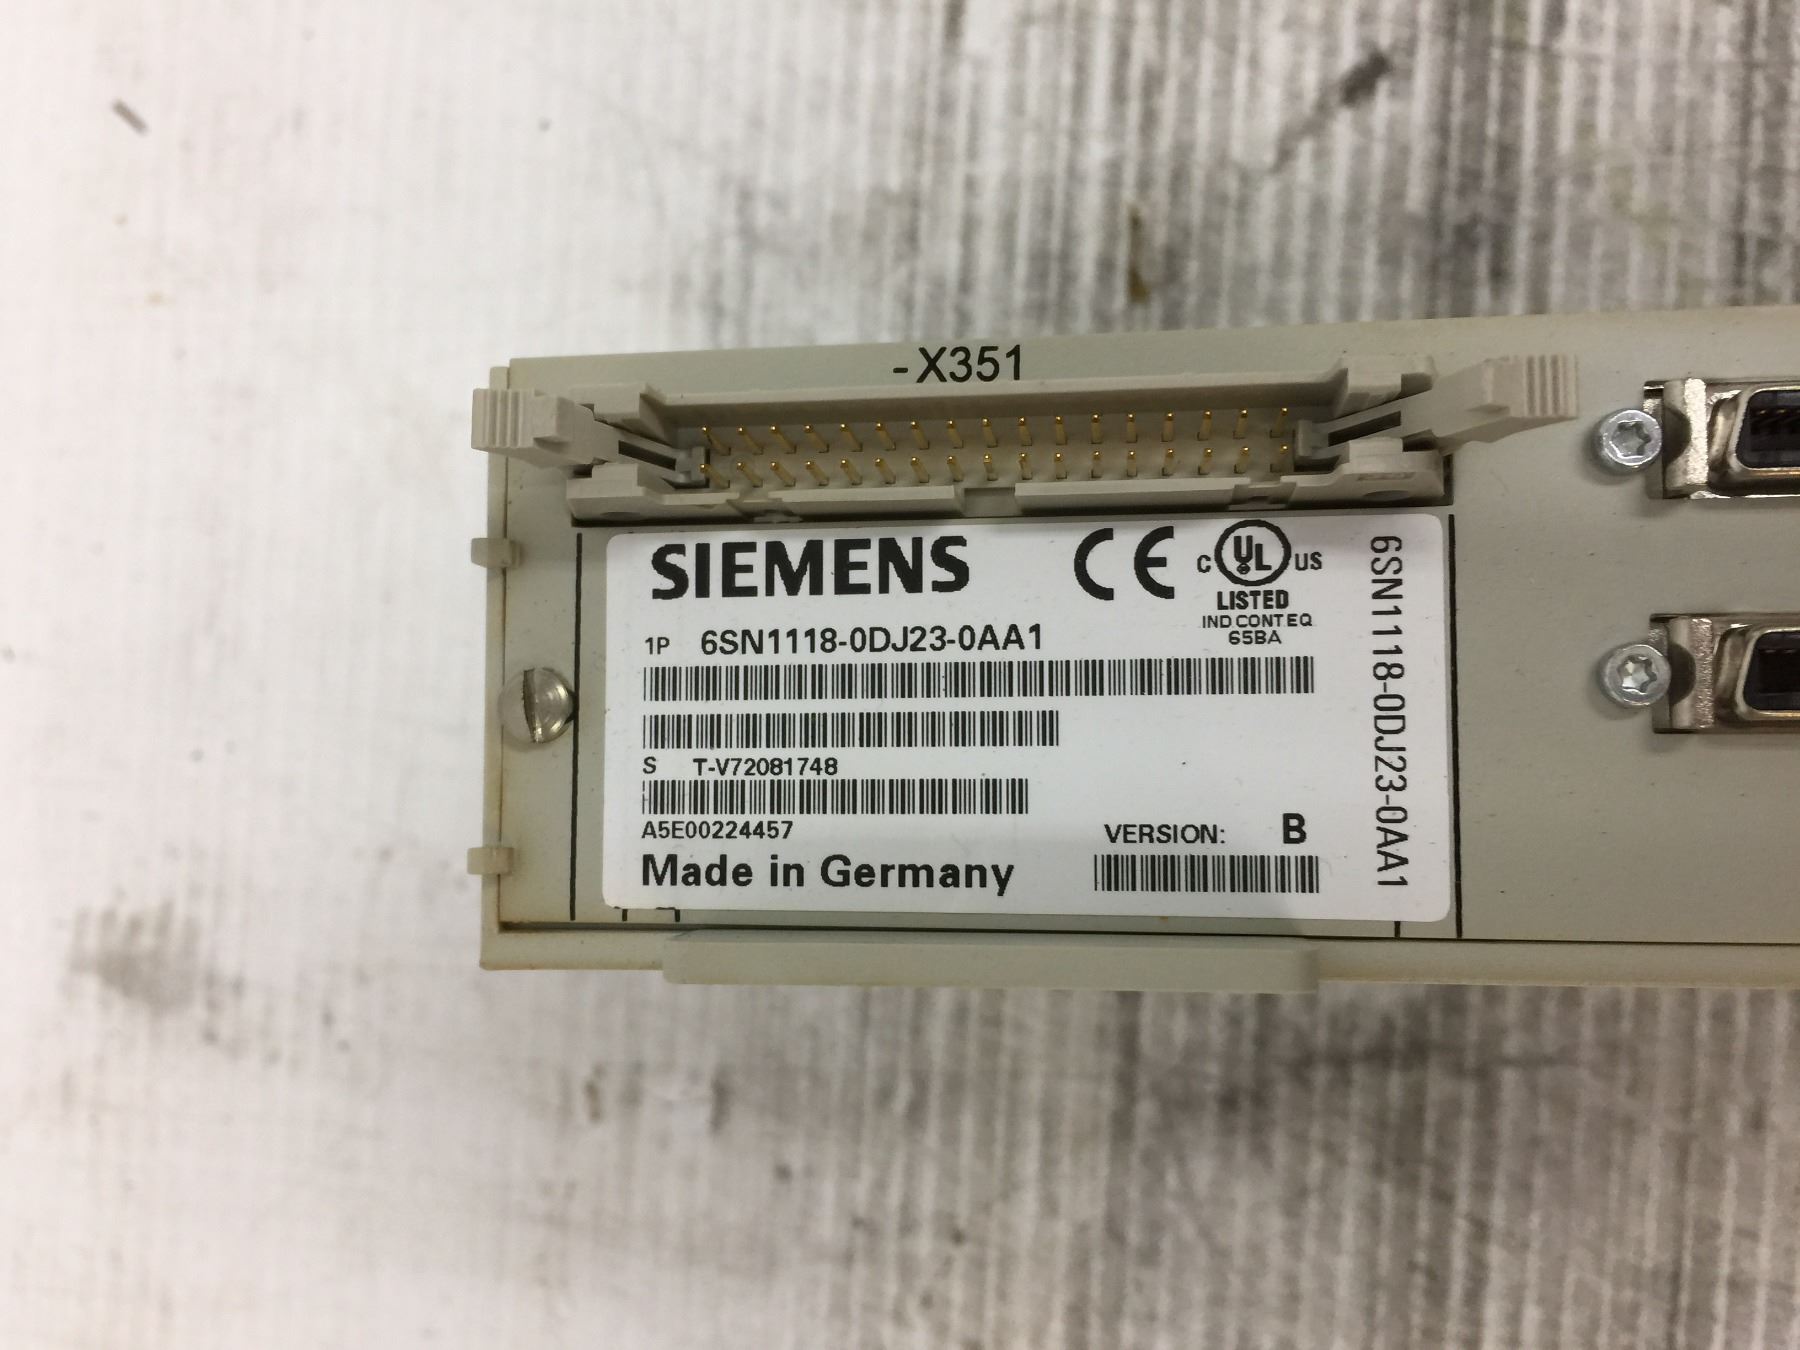 -X351
SIEMENS
CE
C UL US
LISTED
IND CONT EQ
65BA
1P 6SN1118-0DJ23-0AA1
S T-V72081748
A5E00224457
VERSION: B
Made in Germany
6SN1118-0DJ23-0AA1